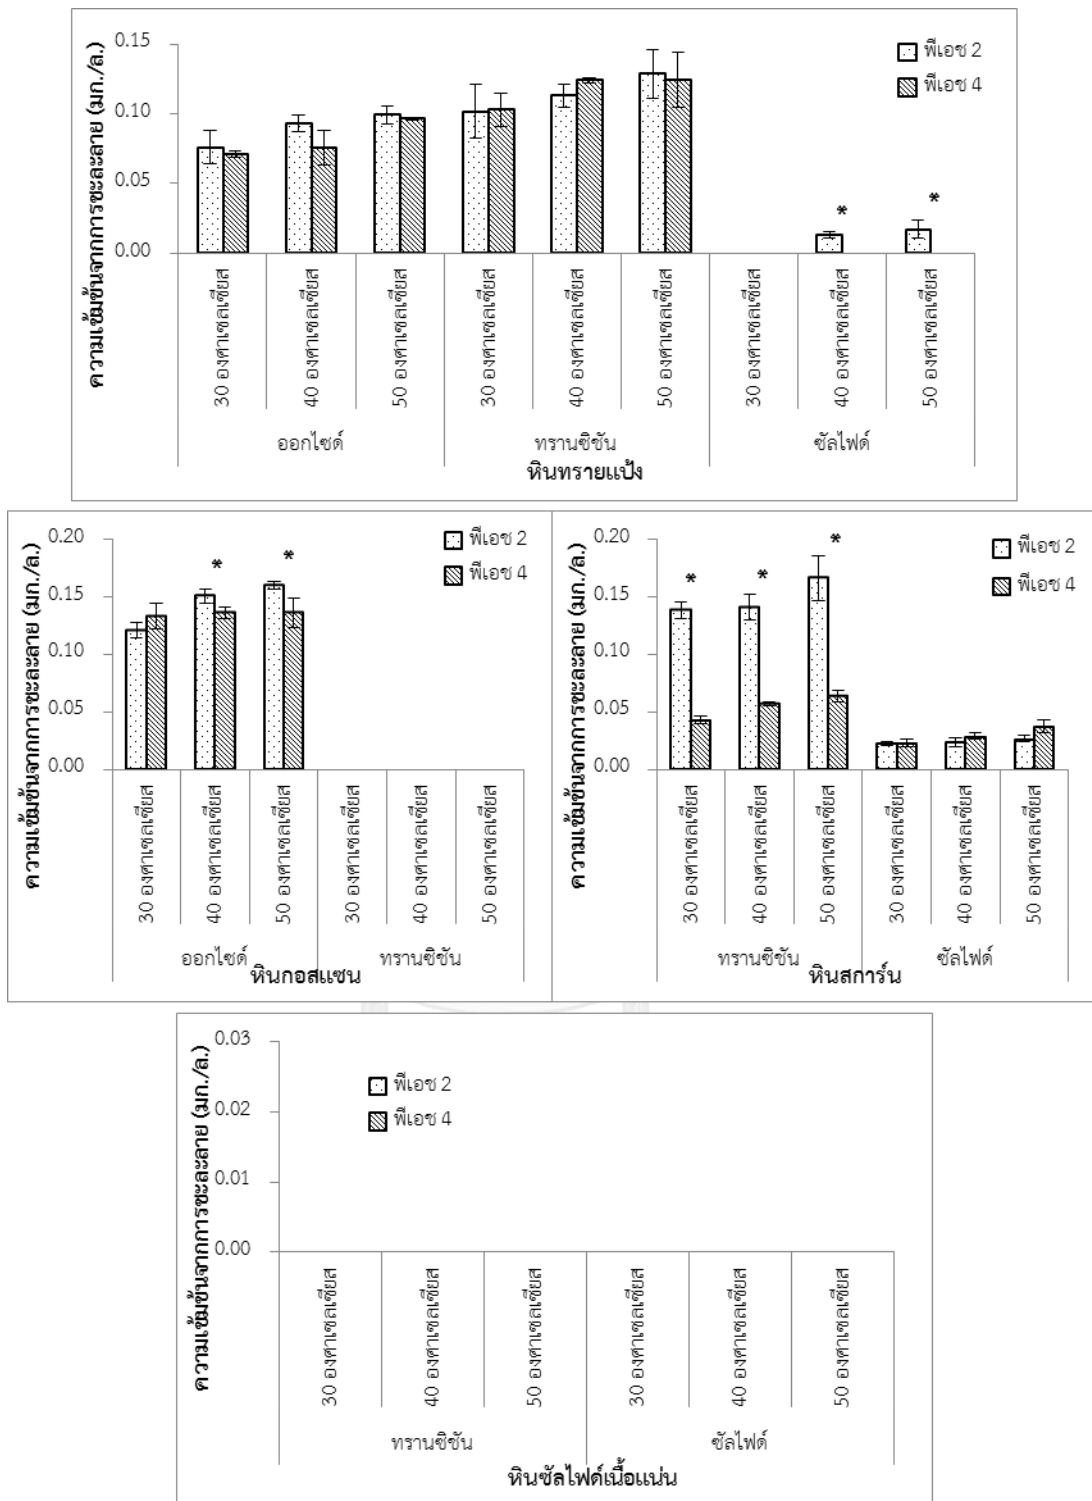 ความเข้มข้นจากการชะละลาย (มก./ล.)
0.15
0.10
0.05
0.00
พีเอช 2
พีเอช 4
*
*
30 องศาเซลเซียส
40 องศาเซลเซียส
50 องศาเซลเซียส
30 องศาเซลเซียส
40 องศาเซลเซียส
50 องศาเซลเซียส
30 องศาเซลเซียส
40 องศาเซลเซียส
50 องศาเซลเซียส
ออกไซด์ ทรานซิชัน ซัลไฟด์
หินทรายแป้ง
ความเข้มข้นจากการชะละลาย (มก./ล.)
0.20
0.15
0.10
0.05
0.00
พีเอช 2
พีเอช 4
* *
30 องศาเซลเซียส
40 องศาเซลเซียส
50 องศาเซลเซียส
30 องศาเซลเซียส
40 องศาเซลเซียส
50 องศาเซลเซียส
ออกไซด์ ทรานซิชัน
หินกอสแซน
ความเข้มข้นจากการชะละลาย (มก./ล.)
0.20
0.15
0.10
0.05
0.00
พีเอช 2
พีเอช 4
* * *
30 องศาเซลเซียส
40 องศาเซลเซียส
50 องศาเซลเซียส
30 องศาเซลเซียส
40 องศาเซลเซียส
50 องศาเซลเซียส
ทรานซิชัน ซัลไฟด์
หินสการ์น
ความเข้มข้นจากการชะละลาย (มก./ล.)
0.03
0.02
0.01
0.00
พีเอช 2
พีเอช 4
30 องศาเซลเซียส
40 องศาเซลเซียส
50 องศาเซลเซียส
30 องศาเซลเซียส
40 องศาเซลเซียส
50 องศาเซลเซียส
ทรานซิชัน ซัลไฟด์
หินซัลไฟด์เนื้อแน่น